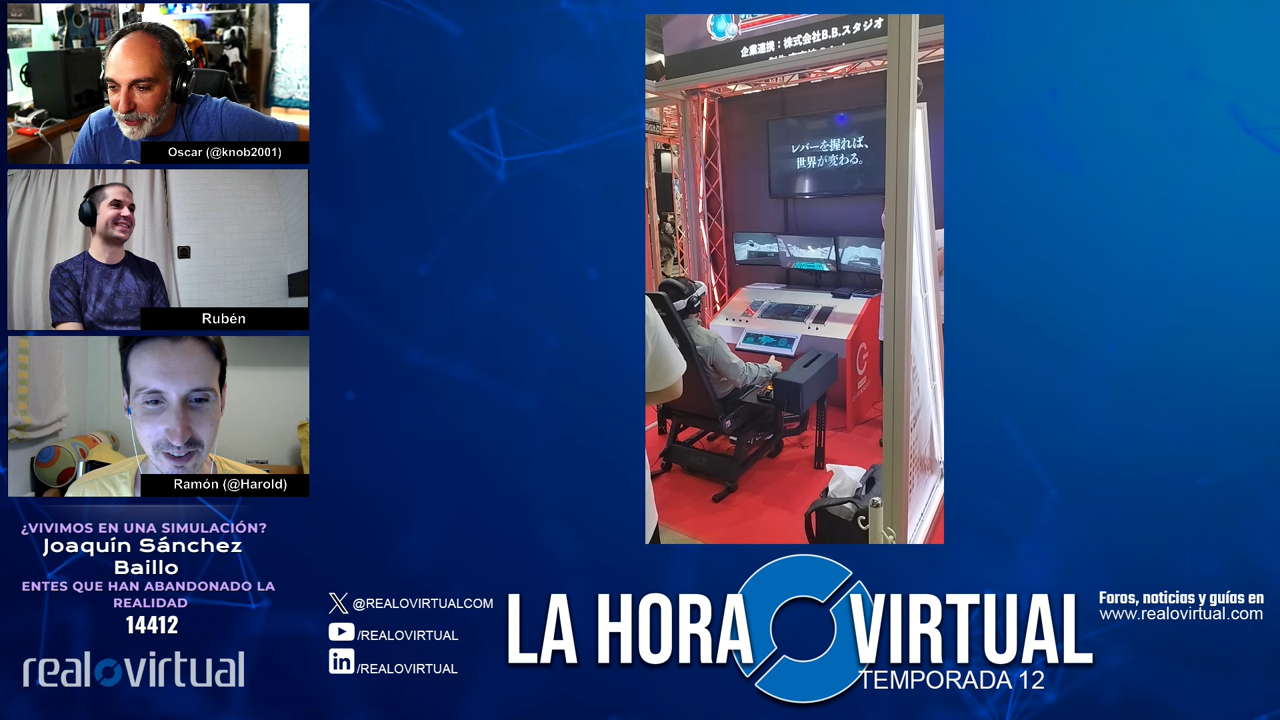 Oscar (@knob2001)
Rubén
Ramón (@Harold)
¿VIVIMOS EN UNA SIMULACIÓN?
Joaquín Sánchez
Baillo
ENTES QUE HAN ABANDONADO LA
REALIDAD
14412
realovirtual
企業連携：株式会社B.B.スタジオ
レバーを握れば、
世界が変わる。
@REALOVIRTUALCOM
/REALOVIRTUAL
/REALOVIRTUAL
LA HORA VIRTUAL
TEMPORADA 12
Foros, noticias y guías en
www.realovirtual.com